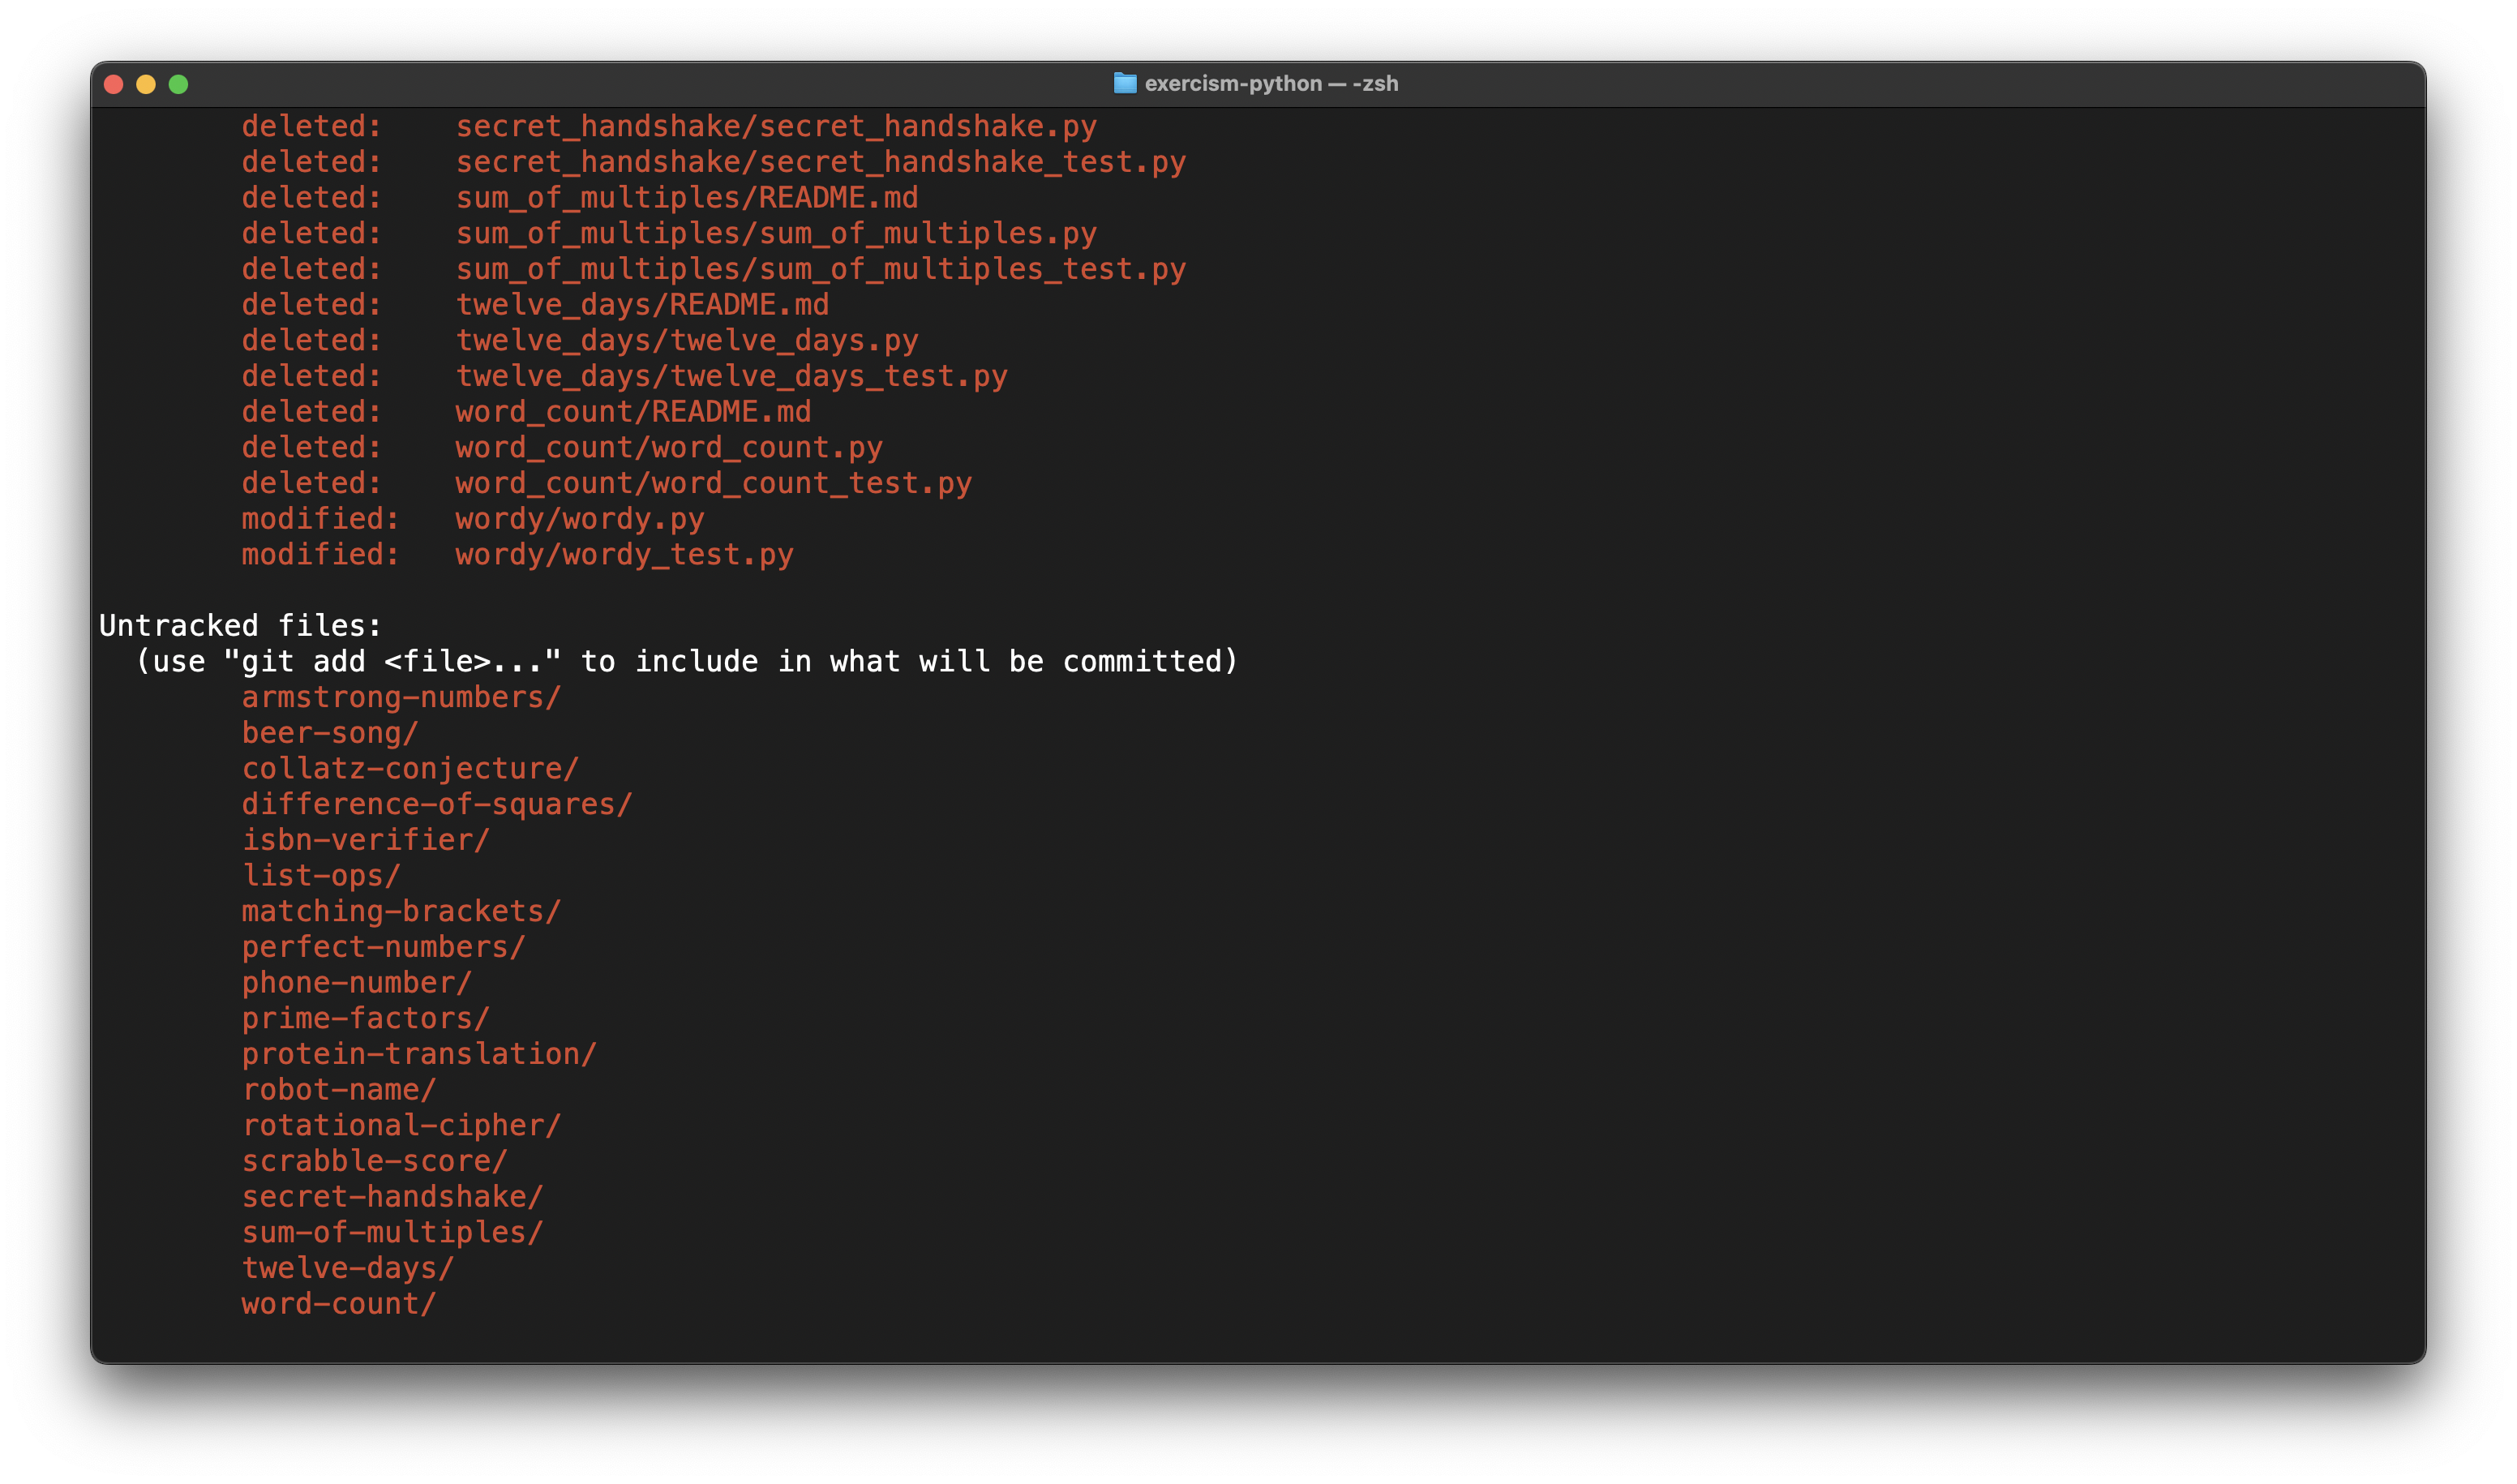 exercism-python — -zsh
deleted:    secret_handshake/secret_handshake.py
deleted:    secret_handshake/secret_handshake_test.py
deleted:    sum_of_multiples/README.md
deleted:    sum_of_multiples/sum_of_multiples.py
deleted:    sum_of_multiples/sum_of_multiples_test.py
deleted:    twelve_days/README.md
deleted:    twelve_days/twelve_days.py
deleted:    twelve_days/twelve_days_test.py
deleted:    word_count/README.md
deleted:    word_count/word_count.py
deleted:    word_count/word_count_test.py
modified:   wordy/wordy.py
modified:   wordy/wordy_test.py
Untracked files:
  (use "git add <file>..." to include in what will be committed)
armstrong-numbers/
beer-song/
collatz-conjecture/
difference-of-squares/
isbn-verifier/
list-ops/
matching-brackets/
perfect-numbers/
phone-number/
prime-factors/
protein-translation/
robot-name/
rotational-cipher/
scrabble-score/
secret-handshake/
sum-of-multiples/
twelve-days/
word-count/